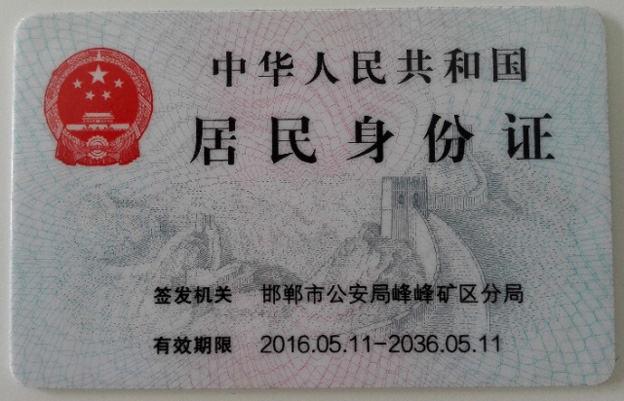 中华人民共和国
居民身份证
签发机关 邯郸市公安局峰峰矿区分局
有效期限 2016.05.11-2036.05.11